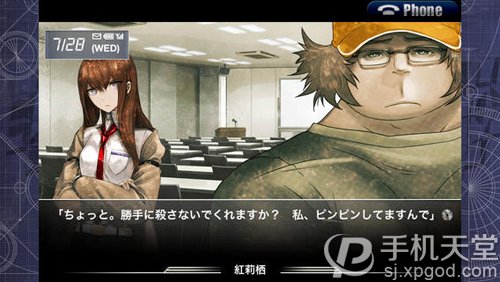 Phone
7/28
(WED)
「ちょっと。勝手に殺さないでくれますか?　私、ピンピンしてますんで」
紅莉栖
手机天堂
sj.xpgod.com